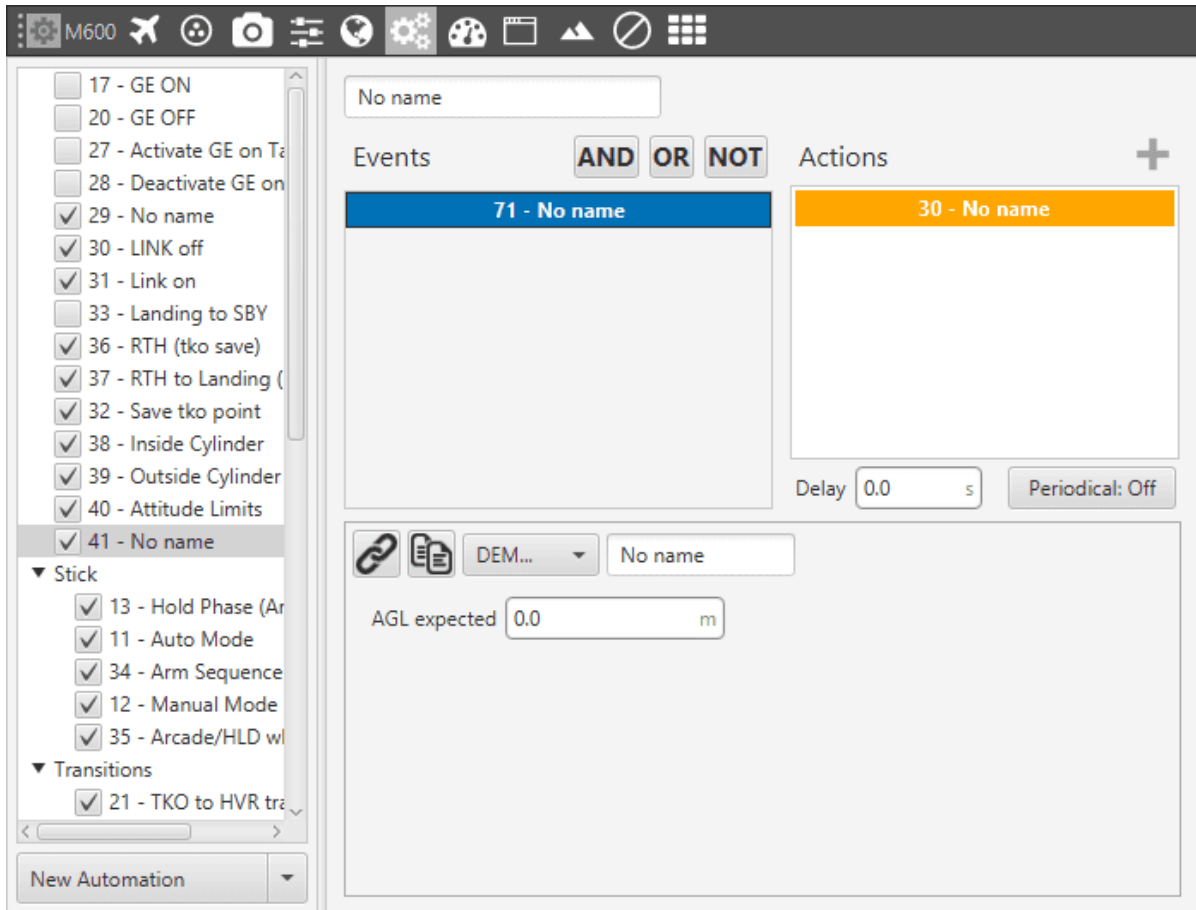 M600
17 - GE ON
20 - GE OFF
27 - Activate GE on Ta
28 - Deactivate GE on
29 - No name
30 - LINK off
31 - Link on
33 - Landing to SBY
36 - RTH (tko save)
37 - RTH to Landing (
32 - Save tko point
38 - Inside Cylinder
39 - Outside Cylinder
40 - Attitude Limits
41 - No name
Stick
13 - Hold Phase (Ar
11 - Auto Mode
34 - Arm Sequence
12 - Manual Mode
35 - Arcade/HLD wl
Transitions
21 - TKO to HVR tra
New Automation
No name
Events AND OR NOT
71 - No name
Actions
30 - No name
Delay 0.0 s Periodical: Off
DEM... No name
AGL expected 0.0 m